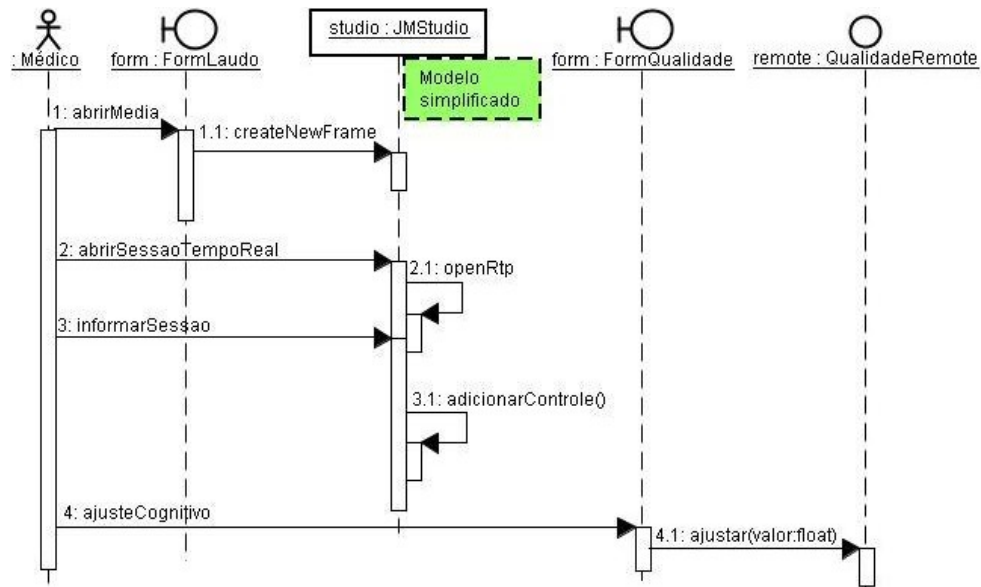 : Médico
form : FormLaudo
studio : JMStudio
form : FormQualidade
remote : QualidadeRemote
Modelo
simplificado
1: abrirMedia
1.1: createNewFrame
2: abrirSessaoTempoReal
2.1: openRtp
3: informarSessao
3.1: adicionarControle()
4: ajusteCognitivo
4.1: ajustar(valor:float)